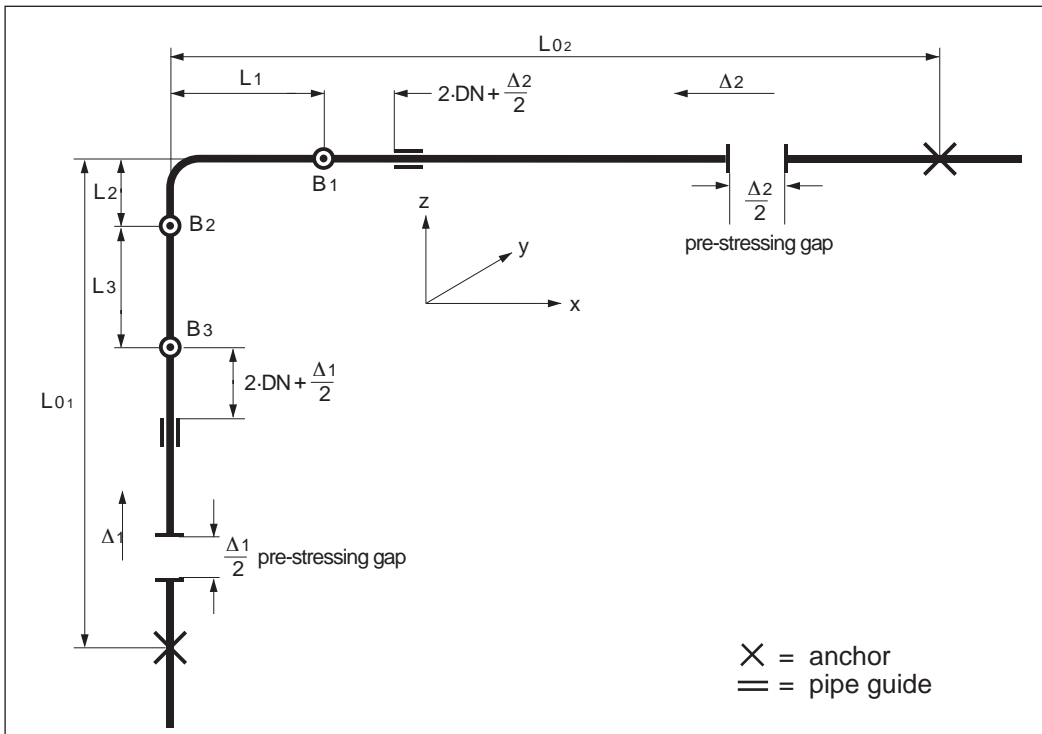 L02
L1
2·DN + Δ2/2
Δ2
B1
L2
B2
z
y
x
Δ2/2
pre-stressing gap
L3
B3
2·DN + Δ1/2
L01
Δ1
Δ1/2 pre-stressing gap
= anchor
= pipe guide